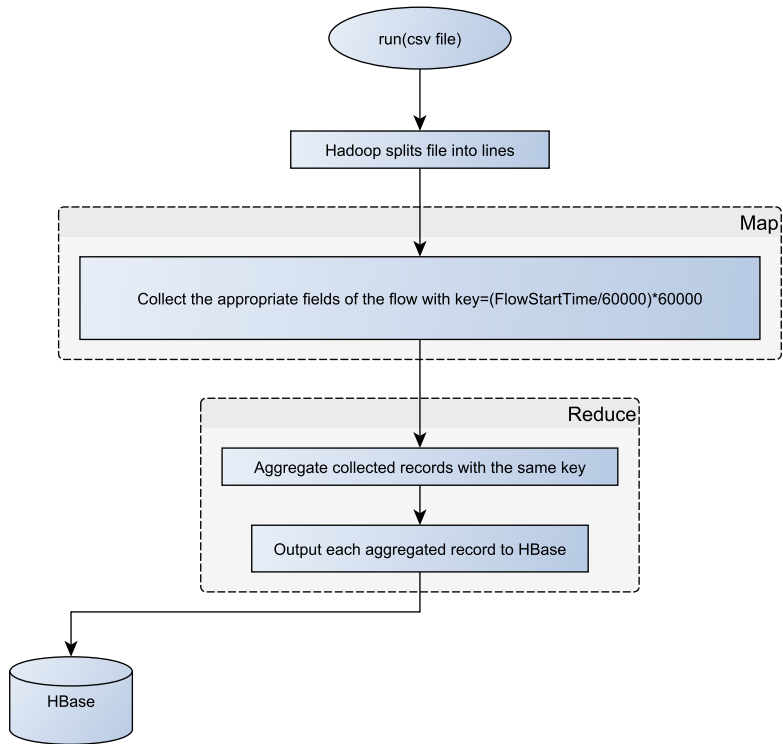 run(csv file)
Hadoop splits file into lines
Map
Collect the appropriate fields of the flow with key=(FlowStartTime/60000)*60000
Reduce
Aggregate collected records with the same key
Output each aggregated record to HBase
HBase